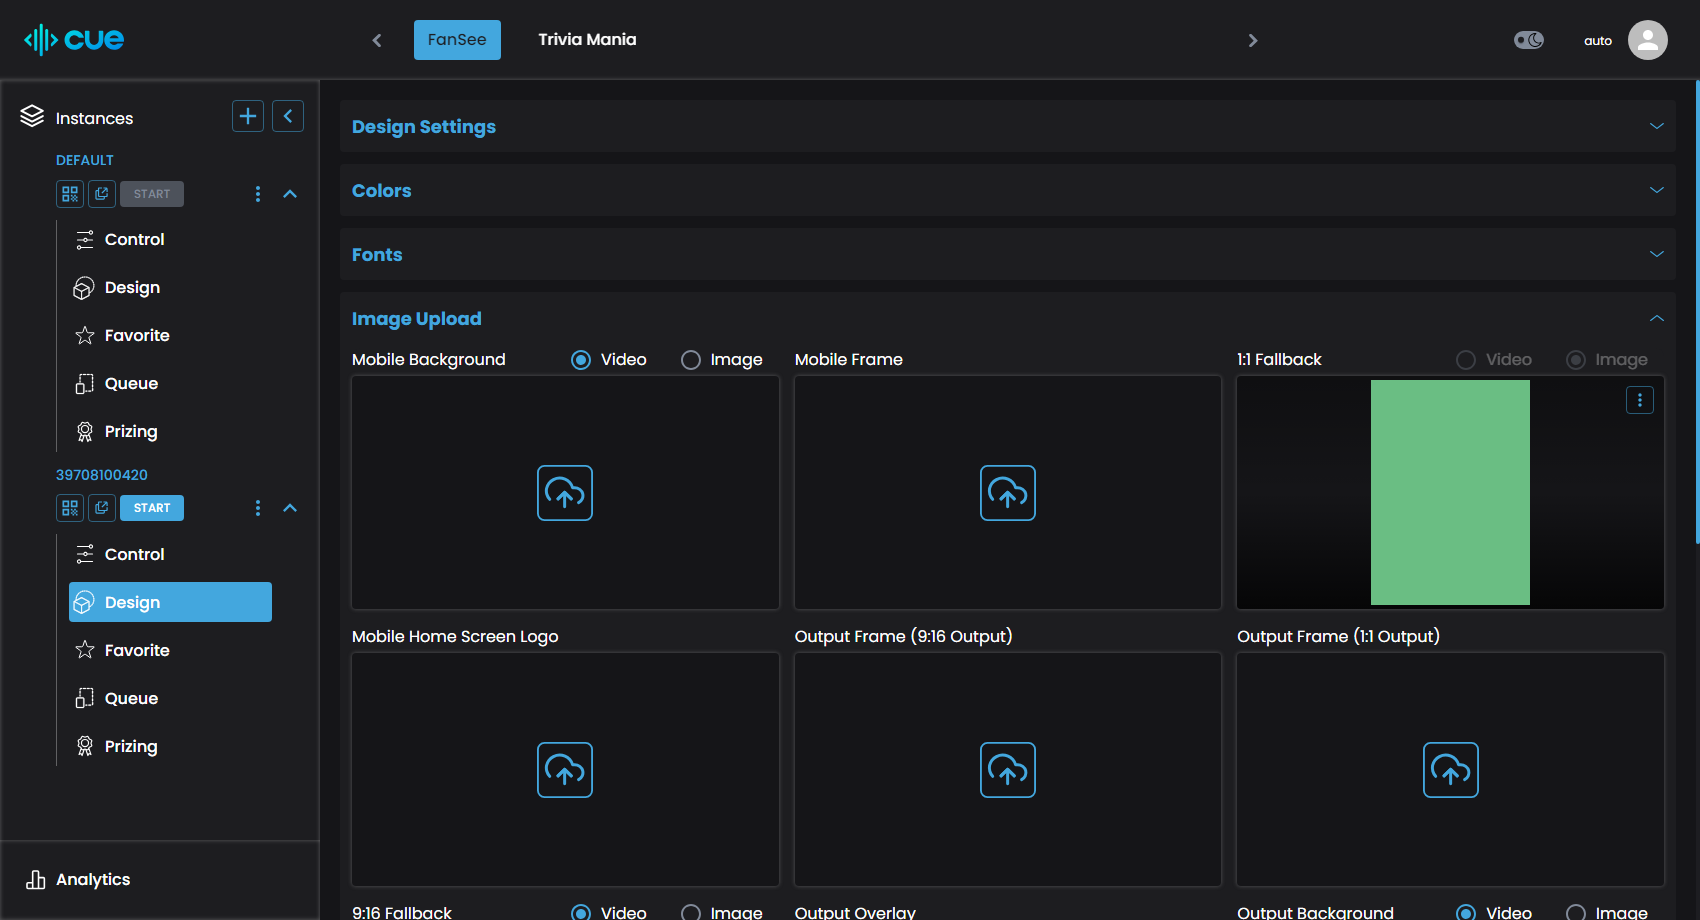 cue
FanSee
Trivia Mania
auto
Instances
DEFAULT
START
Control
Design
Favorite
Queue
Prizing
39708100420
START
Control
Design
Favorite
Queue
Prizing
Analytics
Design Settings
Colors
Fonts
Image Upload
Mobile Background Video Image
Mobile Frame
1:1 Fallback Video Image
Mobile Home Screen Logo
Output Frame (9:16 Output)
Output Frame (1:1 Output)
9:16 Fallback Video Image
Output Overlay
Output Background Video Image